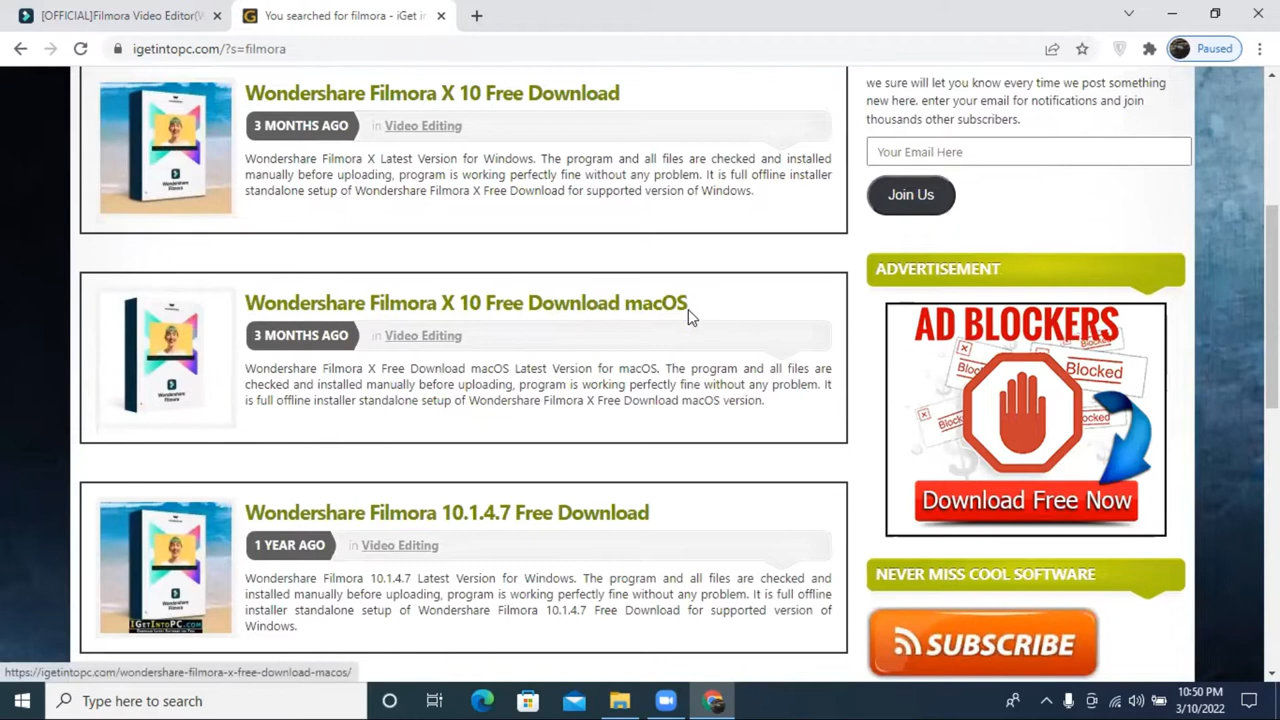 [OFFICIAL]Filmora Video Editor(W
You searched for filmora - iGet in
igetintopc.com/?s=filmora
Paused
Wondershare Filmora X 10 Free Download
3 MONTHS AGO
in Video Editing
Wondershare Filmora X Latest Version for Windows. The program and all files are checked and installed
manually before uploading, program is working perfectly fine without any problem. It is full offline installer
standalone setup of Wondershare Filmora X Free Download for supported version of Windows.
Wondershare Filmora X 10 Free Download macOS
3 MONTHS AGO
in Video Editing
Wondershare Filmora X Free Download macOS Latest Version for macOS. The program and all files are
checked and installed manually before uploading, program is working perfectly fine without any problem. It
is full offline installer standalone setup of Wondershare Filmora X Free Download macOS version.
Wondershare Filmora 10.1.4.7 Free Download
1 YEAR AGO
in Video Editing
Wondershare Filmora 10.1.4.7 Latest Version for Windows. The program and all files are checked and
installed manually before uploading, program is working perfectly fine without any problem. It is full offline
installer standalone setup of Wondershare Filmora 10.1.4.7 Free Download for supported version of
Windows.
Wondershare
Filmora
Wondershare
Filmora
Wondershare
Filmora
IGetIntoPC.com
we sure will let you know every time we post something
new here. enter your email for notifications and join
thousands other subscribers.
Your Email Here
Join Us
ADVERTISEMENT
AD BLOCKERS
Blocked
Blocked
Download Free Now
NEVER MISS COOL SOFTWARE
SUBSCRIBE
https://igetintopc.com/wondershare-filmora-x-free-download-macos/
Type here to search
10:50 PM
3/10/2022